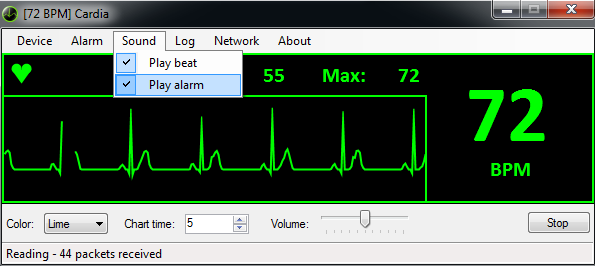 [72 BPM] Cardia
Device Alarm Sound Log Network About
Play beat
Play alarm
55 Max: 72
72
BPM
Color: Lime Chart time: 5 Volume: Stop
Reading - 44 packets received